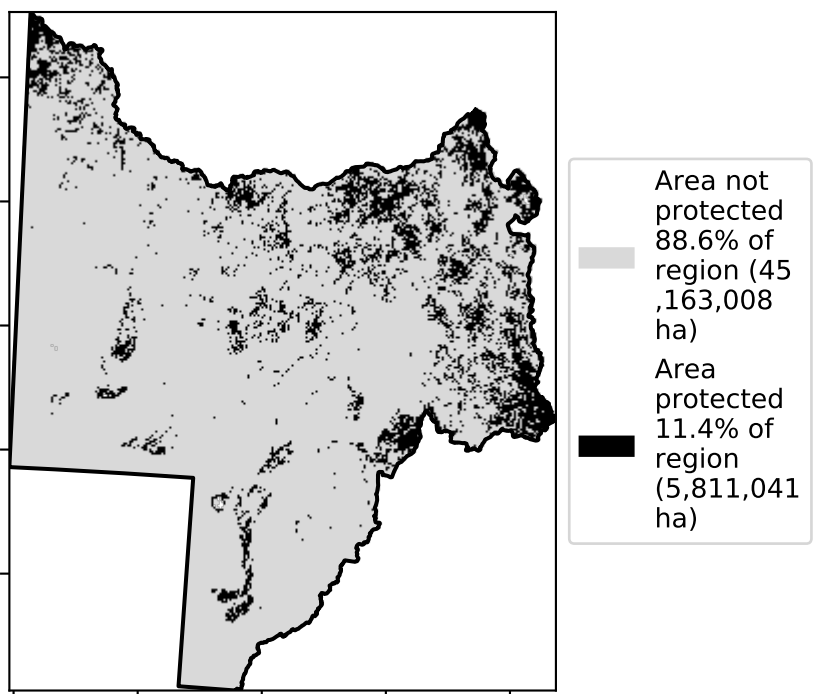 Area not
protected
88.6% of
region (45
,163,008
ha)
Area
protected
11.4% of
region
(5,811,041
ha)